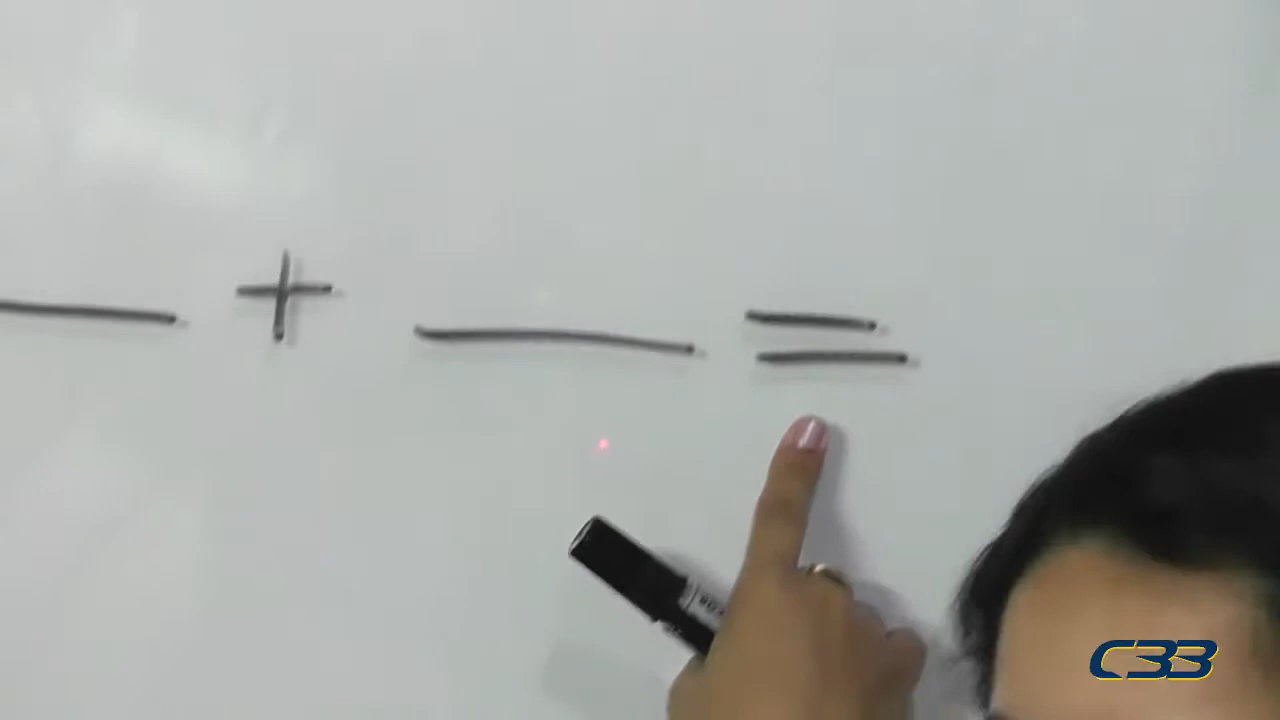 — + — =
C33